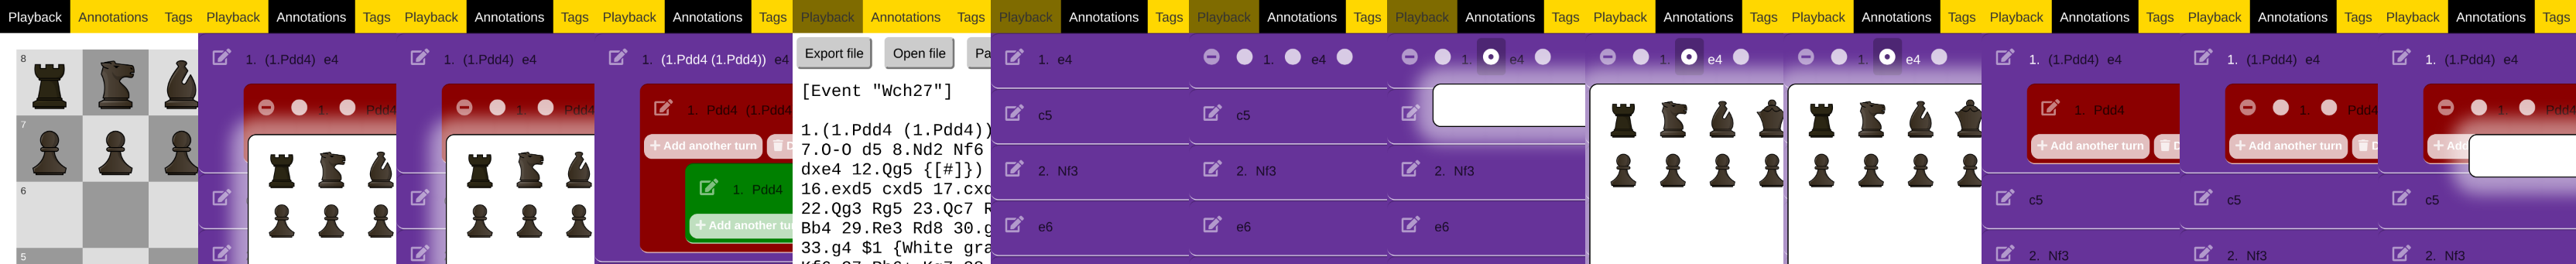 Playback Annotations Tags
8
7
6
5
Playback Annotations Tags
1. (1.Pdd4) e4
1. Pdd4
Playback Annotations Tags
1. (1.Pdd4) e4
1. Pdd4
Playback Annotations Tags
1. (1.Pdd4 (1.Pdd4)) e4
1. Pdd4 (1.Pdd4
Add another turn
1. Pdd4
Add another tur
Playback Annotations Tags
Export file Open file Pa
[Event "Wch27"]
1.(1.Pdd4 (1.Pdd4))
7.O-O d5 8.Nd2 Nf6
dxe4 12.Qg5 {[#]})
16.exd5 cxd5 17.cxd
22.Qg3 Rg5 23.Qc7 R
Bb4 29.Re3 Rd8 30.g
33.g4 $1 {White gra
Playback Annotations Tags
1. e4
c5
2. Nf3
e6
Playback Annotations Tags
1. e4
c5
2. Nf3
e6
Playback Annotations Tags
1. e4
c5
2. Nf3
e6
Playback Annotations Tags
1. e4
Playback Annotations Tags
1. e4
Playback Annotations Tags
1. (1.Pdd4) e4
1. Pdd4
Add another turn D
c5
2. Nf3
Playback Annotations Tags
1. (1.Pdd4) e4
1. Pdd4
Add another turn D
c5
2. Nf3
Playback Annotations Tags
1. (1.Pdd4) e4
1. Pdd4
Add
c5
2. Nf3